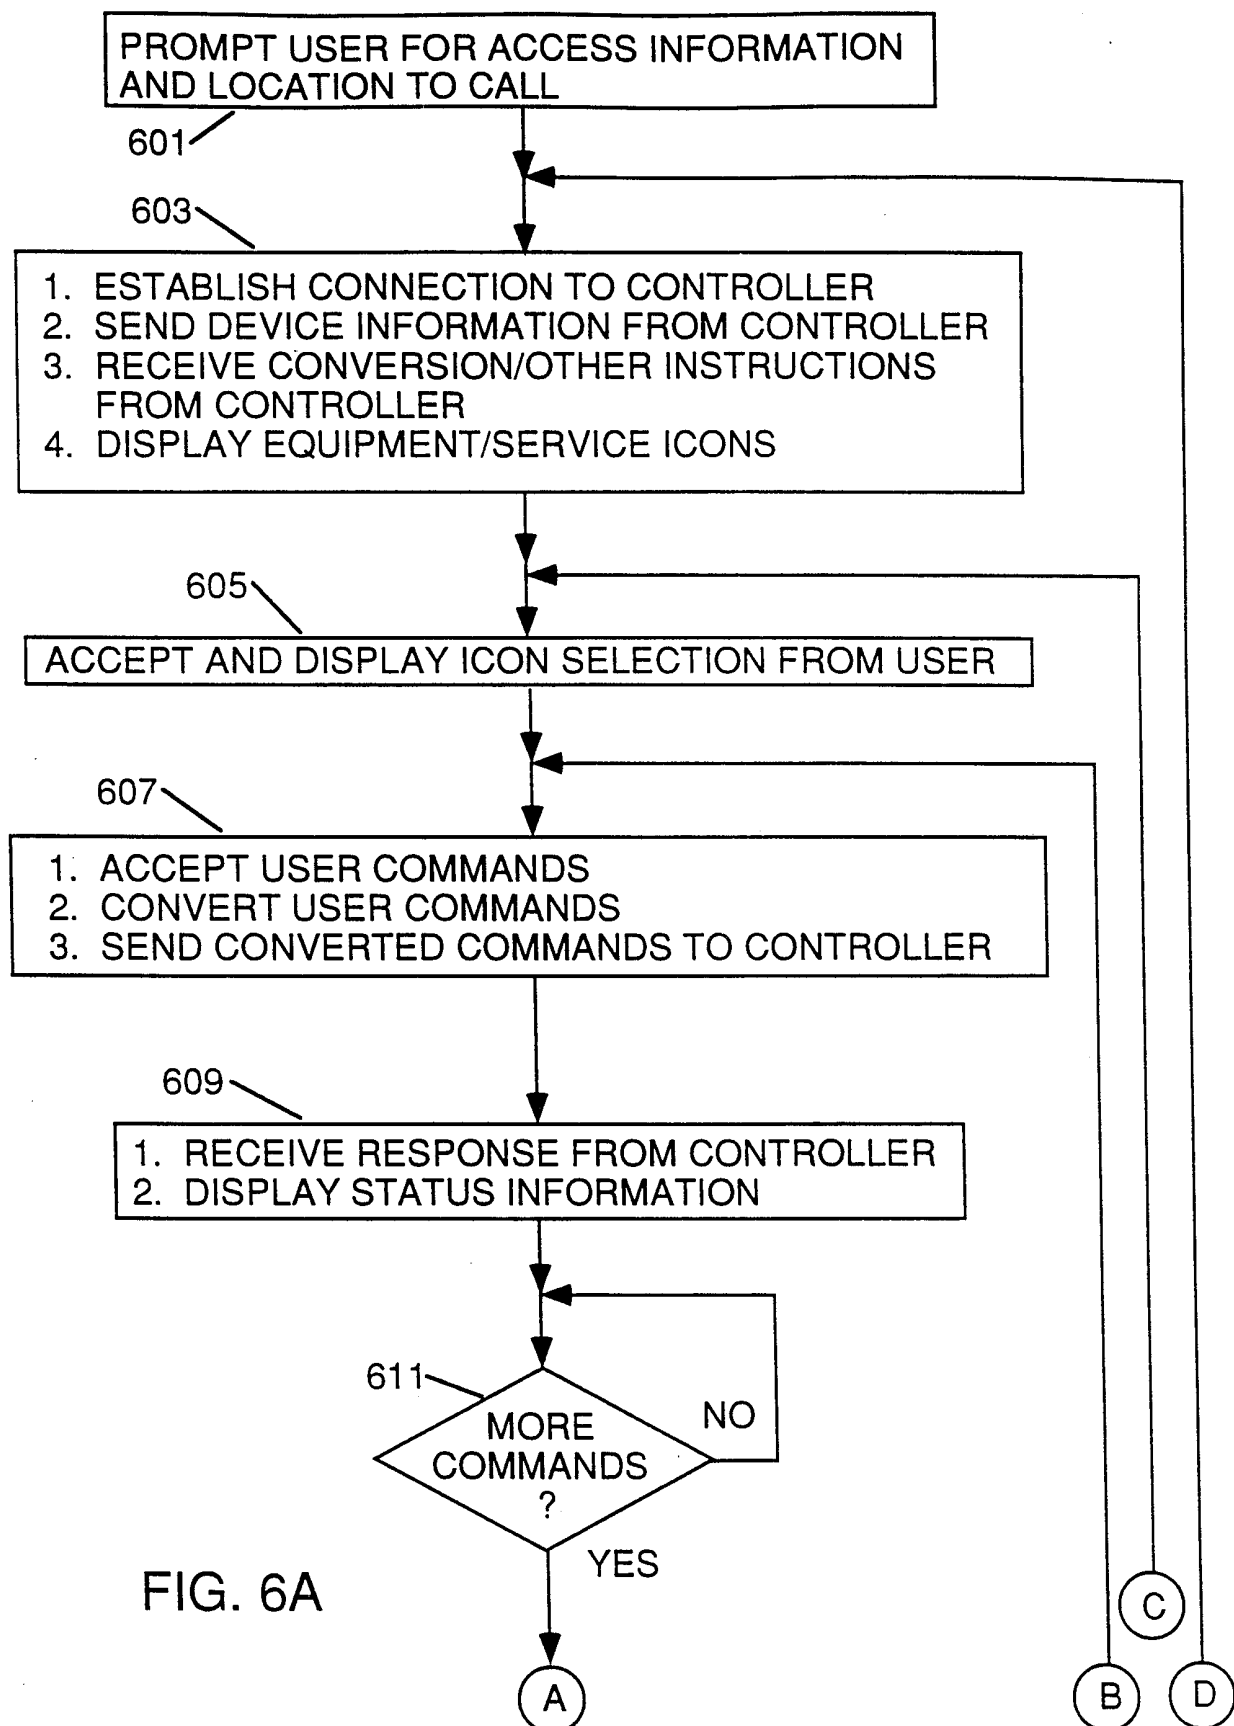 PROMPT USER FOR ACCESS INFORMATION
AND LOCATION TO CALL
601
603
1. ESTABLISH CONNECTION TO CONTROLLER
2. SEND DEVICE INFORMATION FROM CONTROLLER
3. RECEIVE CONVERSION/OTHER INSTRUCTIONS
FROM CONTROLLER
4. DISPLAY EQUIPMENT/SERVICE ICONS
605
ACCEPT AND DISPLAY ICON SELECTION FROM USER
607
1. ACCEPT USER COMMANDS
2. CONVERT USER COMMANDS
3. SEND CONVERTED COMMANDS TO CONTROLLER
609
1. RECEIVE RESPONSE FROM CONTROLLER
2. DISPLAY STATUS INFORMATION
611
MORE
COMMANDS
?
NO
YES
FIG. 6A
A
B
C
D